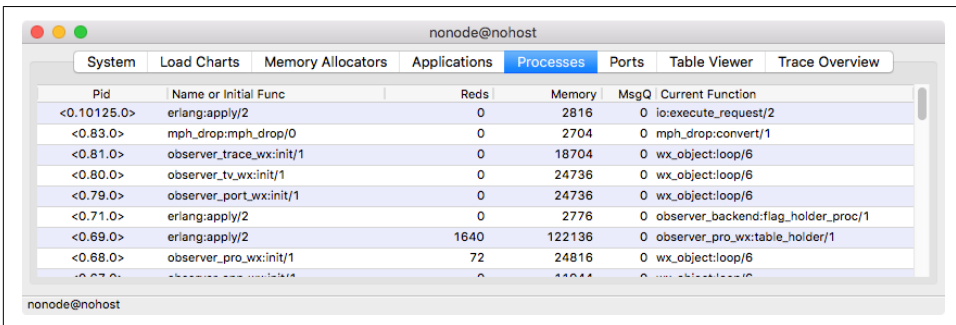 nonode@nohost
System Load Charts Memory Allocators Applications Processes Ports Table Viewer Trace Overview
Pid Name or Initial Func Reds Memory MsgQ Current Function
<0.10125.0> erlang:apply/2 0 2816 0 io:execute_request/2
<0.83.0> mph_drop:mph_drop/0 0 2704 0 mph_drop:convert/1
<0.81.0> observer_trace_wx:init/1 0 18704 0 wx_object:loop/6
<0.80.0> observer_tv_wx:init/1 0 24736 0 wx_object:loop/6
<0.79.0> observer_port_wx:init/1 0 24736 0 wx_object:loop/6
<0.71.0> erlang:apply/2 0 2776 0 observer_backend:flag_holder_proc/1
<0.69.0> erlang:apply/2 1640 122136 0 observer_pro_wx:table_holder/1
<0.68.0> observer_pro_wx:init/1 72 24816 0 wx_object:loop/6
nonode@nohost